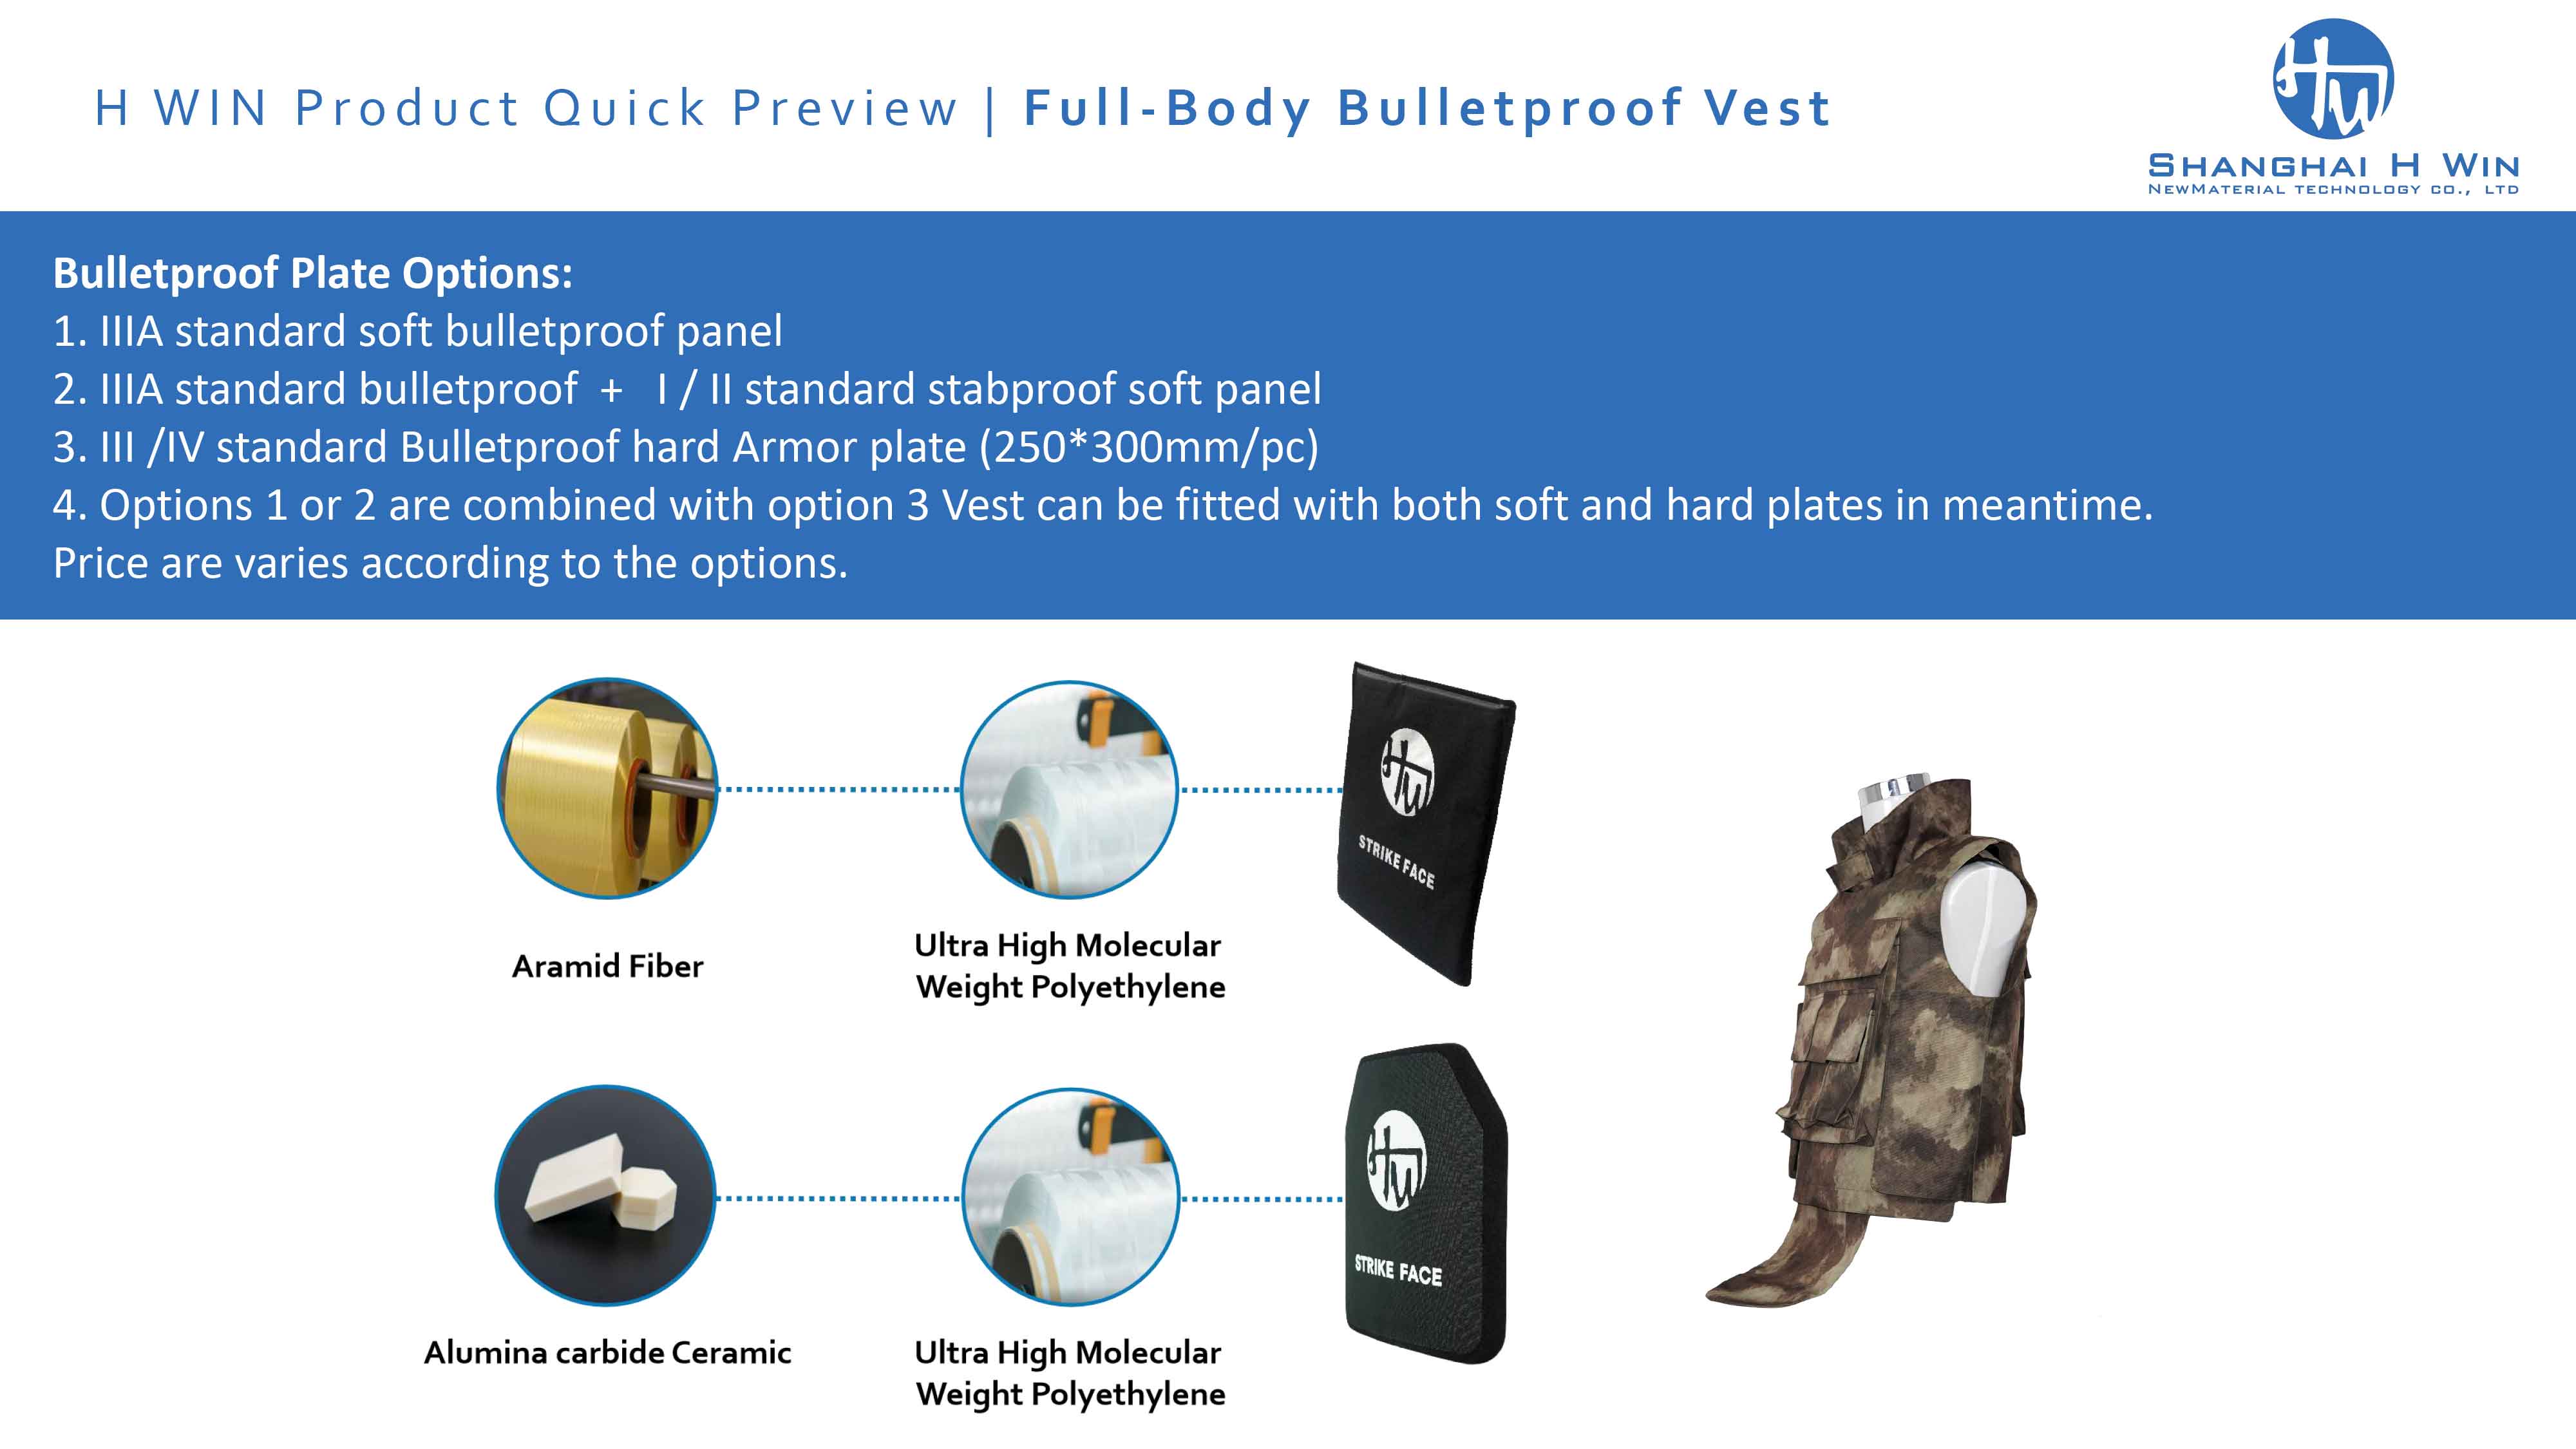 H WIN Product Quick Preview | Full-Body Bulletproof Vest
SHANGHAI H WIN
NEWMATERIAL TECHNOLOGY CO., LTD
Bulletproof Plate Options:
1. IIIA standard soft bulletproof panel
2. IIIA standard bulletproof + I / II standard stabproof soft panel
3. III /IV standard Bulletproof hard Armor plate (250*300mm/pc)
4. Options 1 or 2 are combined with option 3 Vest can be fitted with both soft and hard plates in meantime.
Price are varies according to the options.
STRIKE FACE
Aramid Fiber
Ultra High Molecular
Weight Polyethylene
STRIKE FACE
Alumina carbide Ceramic
Ultra High Molecular
Weight Polyethylene